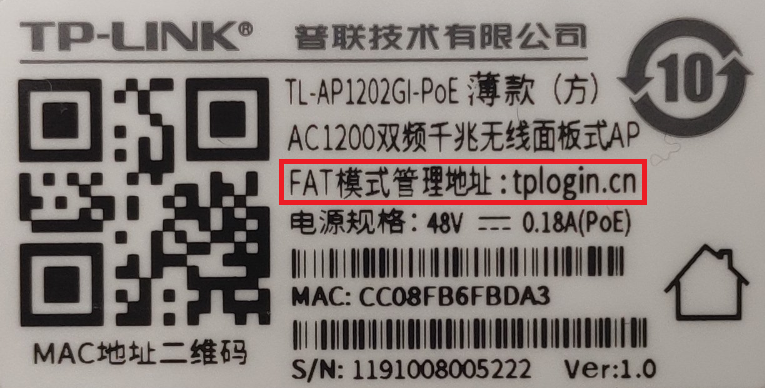 TP-LINK® 普联技术有限公司
10
TL-AP1202GI-PoE 薄款（方）
AC1200双频千兆无线面板式AP
FAT模式管理地址：tplogin.cn
电源规格：48V ⎓ 0.18A(PoE)
MAC: CC08FB6FBDA3
MAC地址二维码
S/N: 1191008005222 Ver:1.0